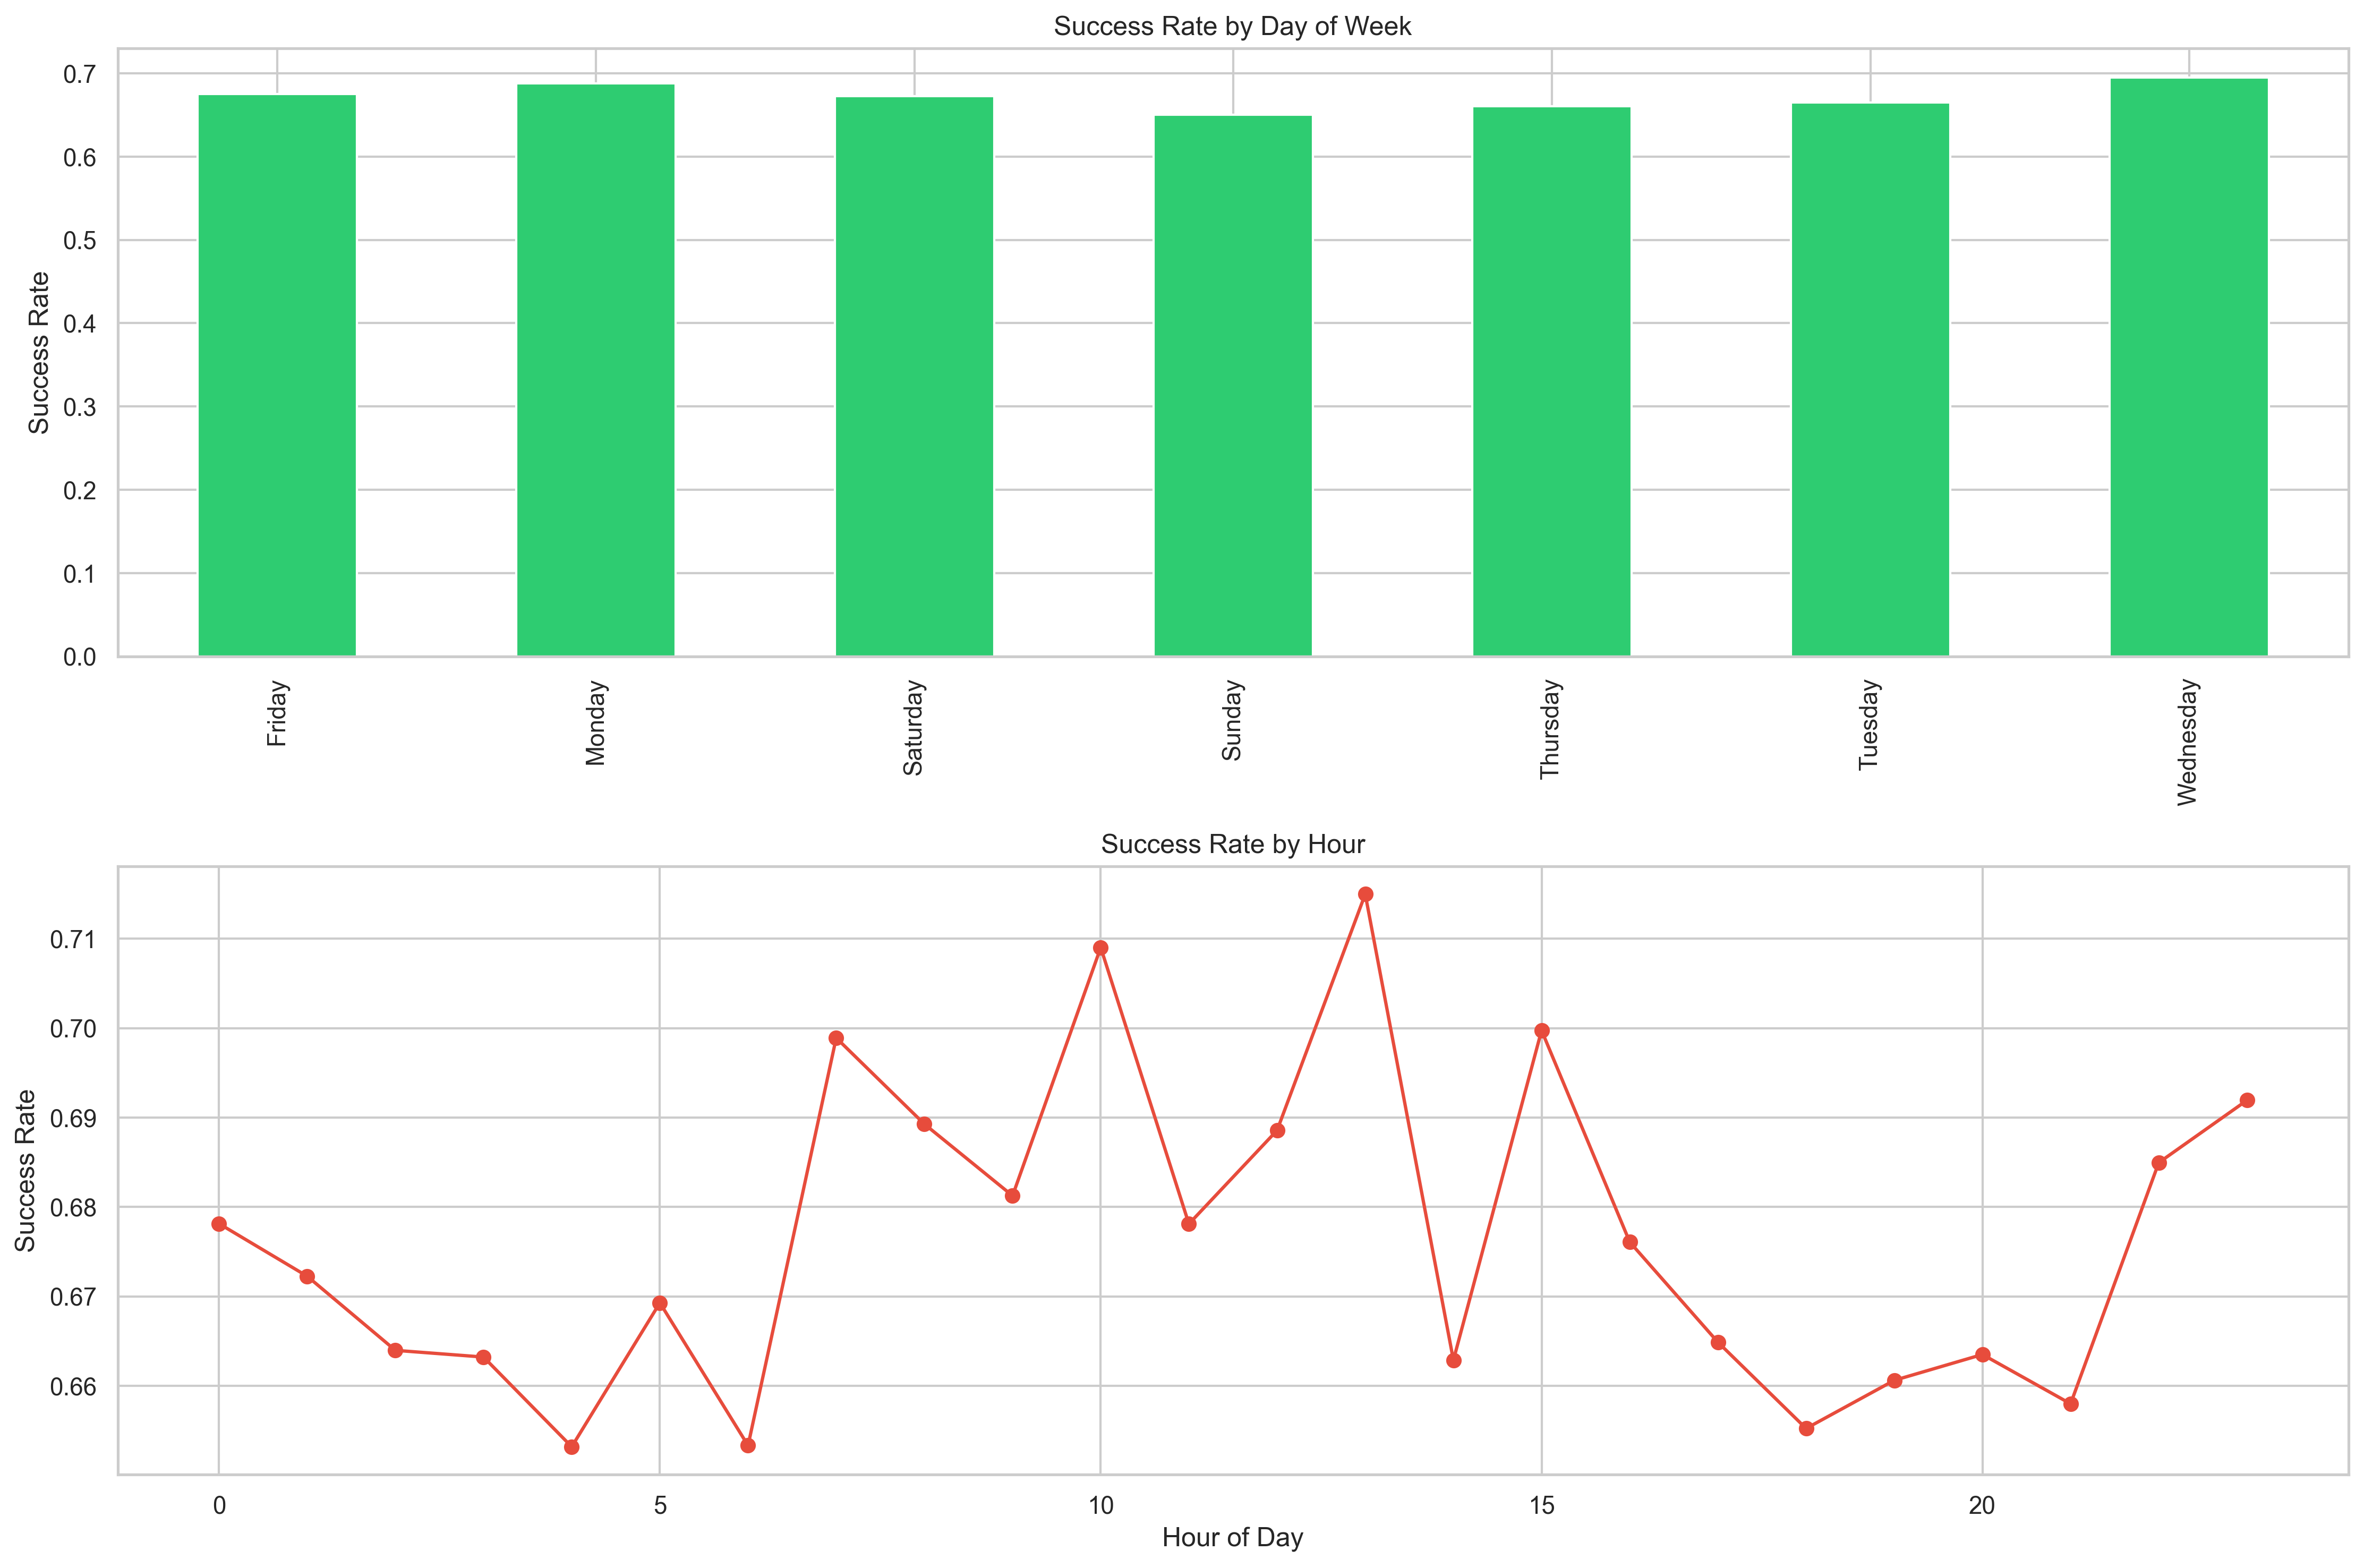 Success Rate by Day of Week
Success Rate
0.7
0.6
0.5
0.4
0.3
0.2
0.1
0.0
Friday
Monday
Saturday
Sunday
Thursday
Tuesday
Wednesday
Success Rate by Hour
Success Rate
0.71
0.70
0.69
0.68
0.67
0.66
0
5
10
15
20
Hour of Day